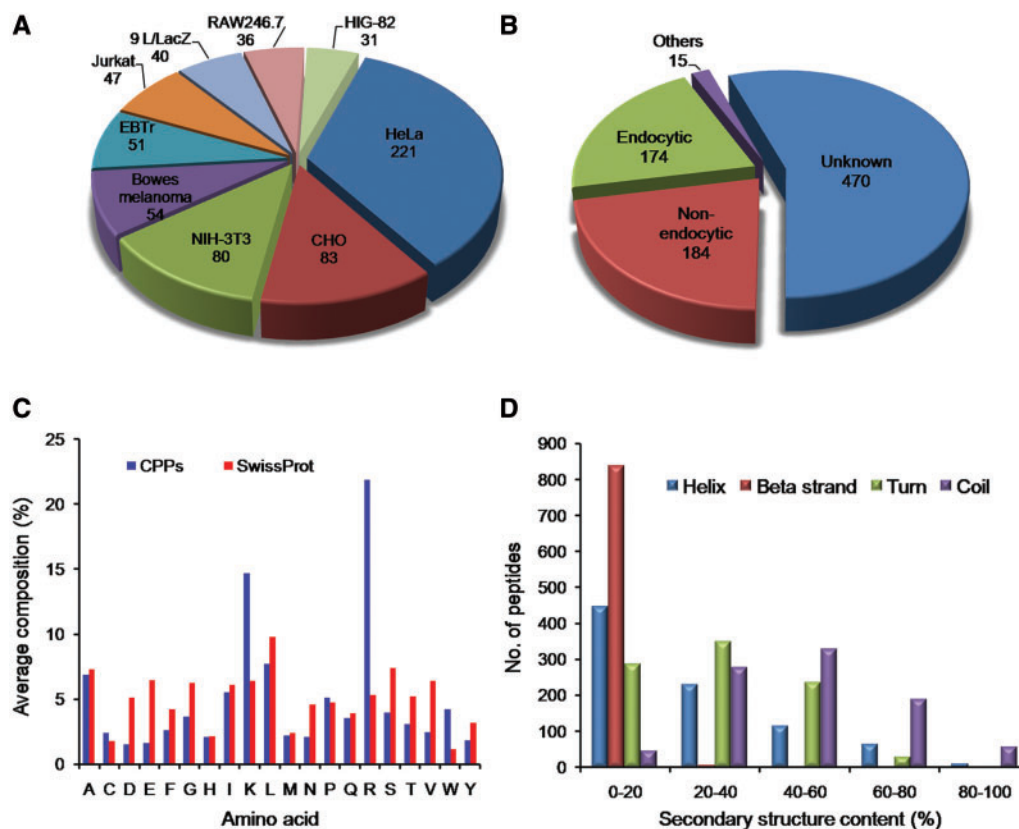 A
RAW246.7
36
HIG-82
31
9 L/LacZ
40
Jurkat
47
EBTr
51
Bowes
melanoma
54
NIH-3T3
80
CHO
83
HeLa
221
B
Others
15
Endocytic
174
Unknown
470
Non-
endocytic
184
C
25
20
15
10
5
0
Average composition (%)
CPPs SwissProt
A C D E F G H I K L M N P Q R S T V W Y
Amino acid
D
900
800
700
600
500
400
300
200
100
0
No. of peptides
Helix Beta strand Turn Coil
0-20 20-40 40-60 60-80 80-100
Secondary structure content (%)